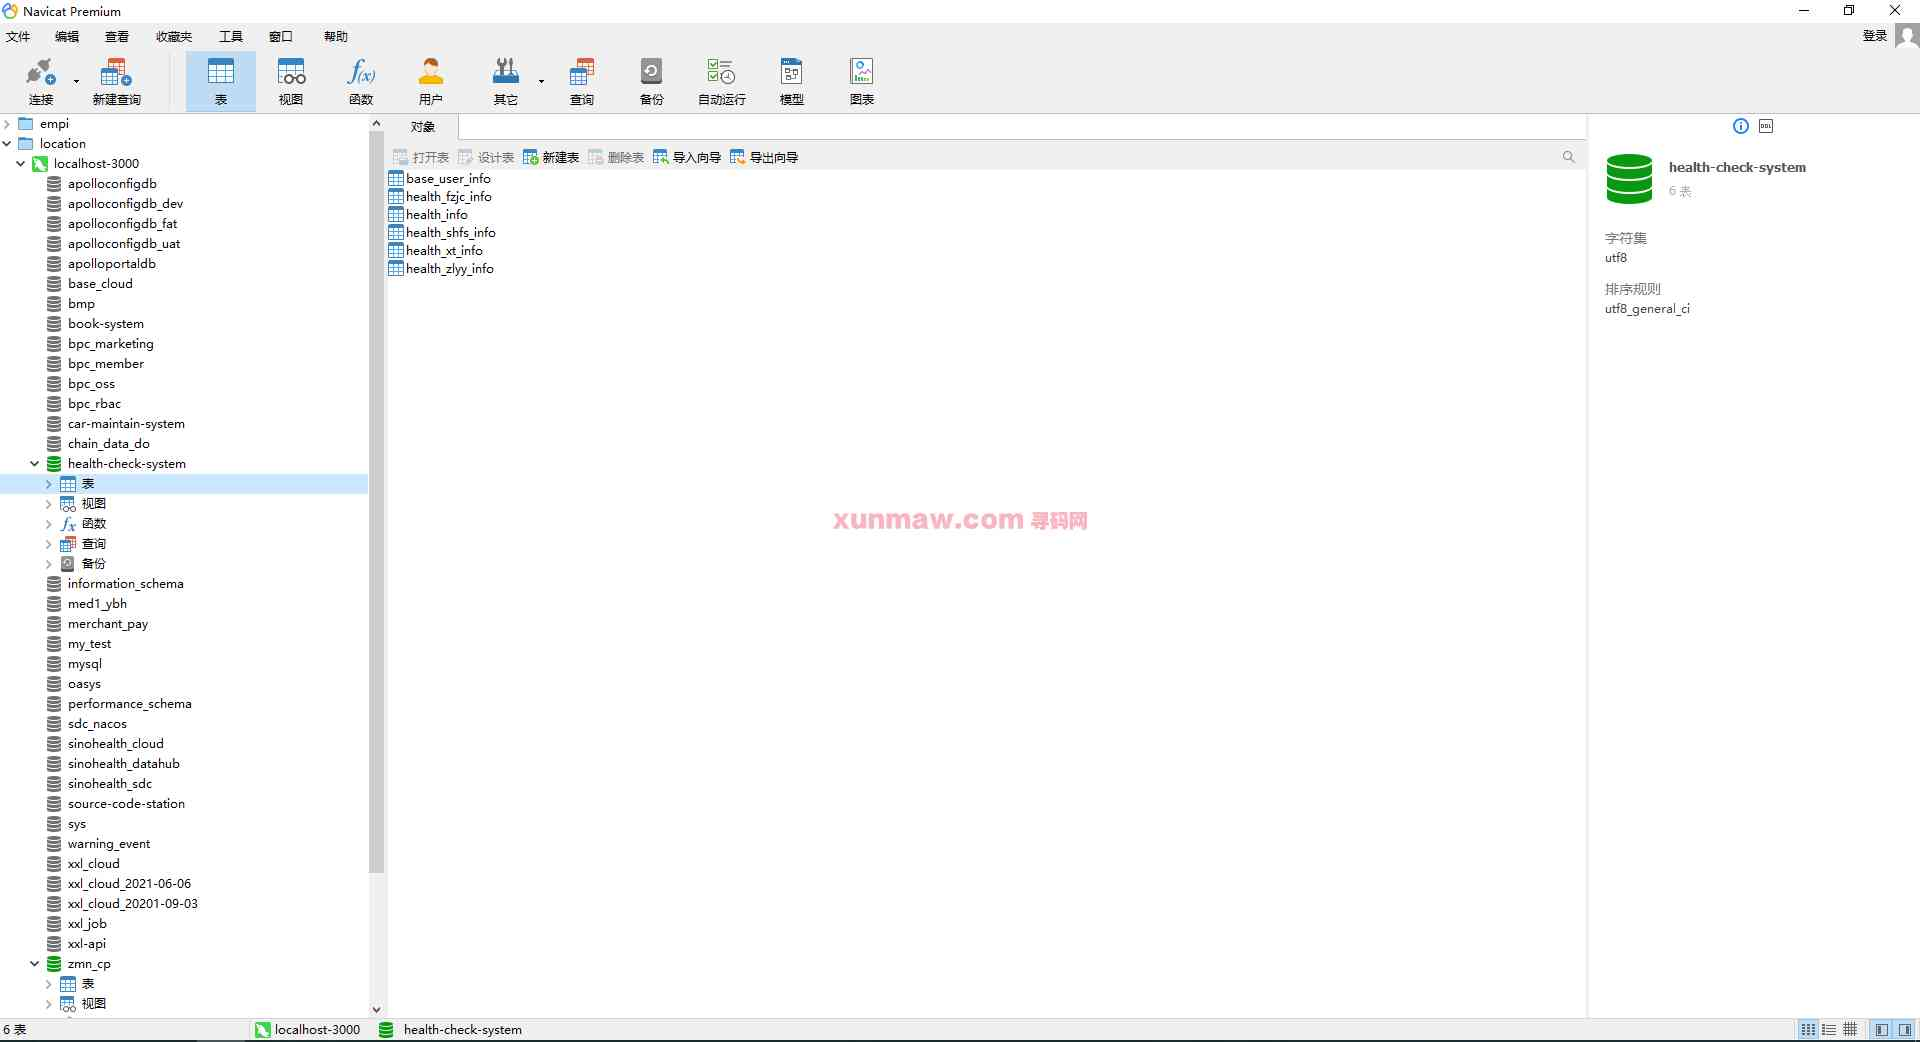 Navicat Premium
文件 编辑 查看 收藏夹 工具 窗口 帮助 登录
连接 新建查询 表 视图 函数 用户 其它 查询 备份 自动运行 模型 图表
empi
location
localhost-3000
apolloconfigdb
apolloconfigdb_dev
apolloconfigdb_fat
apolloconfigdb_uat
apolloportaldb
base_cloud
bmp
book-system
bpc_marketing
bpc_member
bpc_oss
bpc_rbac
car-maintain-system
chain_data_do
health-check-system
表
视图
函数
查询
备份
information_schema
med1_ybh
merchant_pay
my_test
mysql
oasys
performance_schema
sdc_nacos
sinohealth_cloud
sinohealth_datahub
sinohealth_sdc
source-code-station
sys
warning_event
xxl_cloud
xxl_cloud_2021-06-06
xxl_cloud_20201-09-03
xxl_job
xxl-api
zmn_cp
表
视图
对象
打开表 设计表 新建表 删除表 导入向导 导出向导
base_user_info
health_fzjc_info
health_info
health_shfs_info
health_xt_info
health_zlyy_info
xunmaw.com 寻码网
DDL
health-check-system
6 表
字符集
utf8
排序规则
utf8_general_ci
6 表 localhost-3000 health-check-system